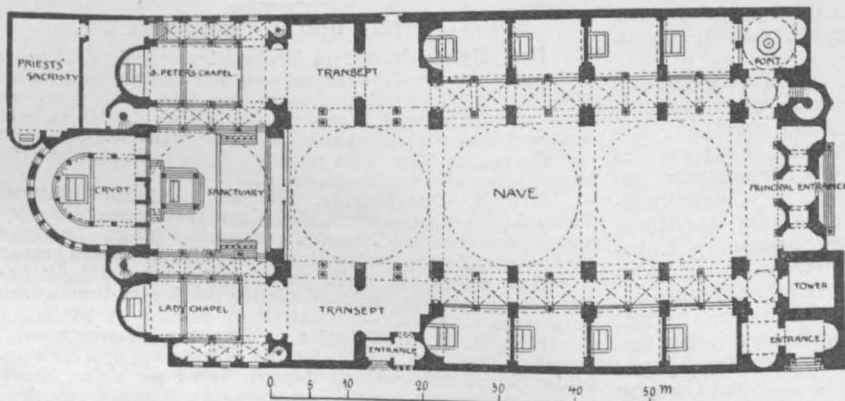 PRIESTS'
SACRISTY
S. PETER'S CHAPEL
TRANSEPT
FONT
CRYPT
SANCTUARY
NAVE
PRINCIPAL ENTRANCE
LADY CHAPEL
TRANSEPT
TOWER
ENTRANCE
ENTRANCE
0 5 10 20 30 40 50 m